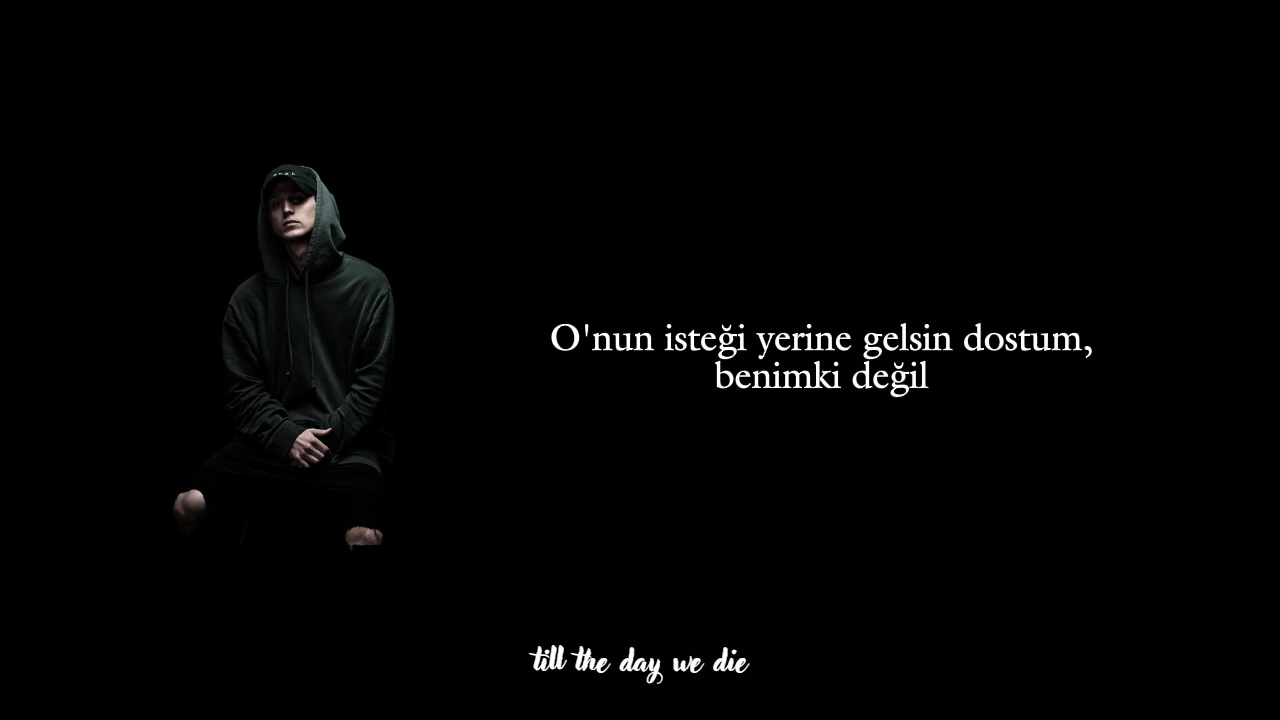 O'nun isteği yerine gelsin dostum,
benimki değil
till the day we die